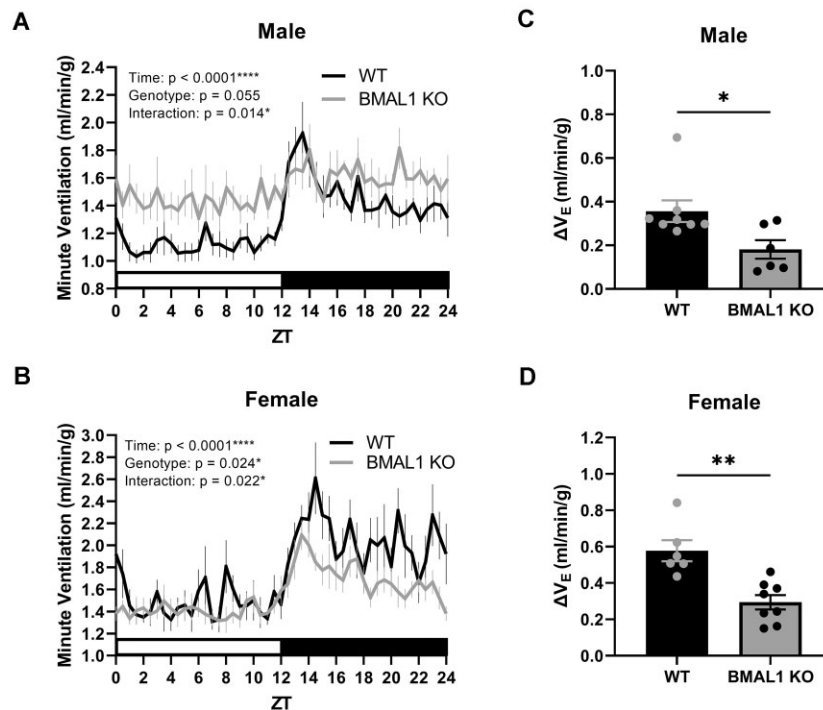 A
Male
Time: p < 0.0001****
Genotype: p = 0.055
Interaction: p = 0.014*
WT
BMAL1 KO
Minute Ventilation (ml/min/g)
2.4
2.2
2.0
1.8
1.6
1.4
1.2
1.0
0.8
0 2 4 6 8 10 12 14 16 18 20 22 24
ZT
C
Male
*
ΔVE (ml/min/g)
1.0
0.8
0.6
0.4
0.2
0.0
WT BMAL1 KO
B
Female
Time: p < 0.0001****
Genotype: p = 0.024*
Interaction: p = 0.022*
WT
BMAL1 KO
Minute Ventilation (ml/min/g)
3.0
2.8
2.6
2.4
2.2
2.0
1.8
1.6
1.4
1.2
1.0
0 2 4 6 8 10 12 14 16 18 20 22 24
ZT
D
Female
**
ΔVE (ml/min/g)
1.2
1.0
0.8
0.6
0.4
0.2
0.0
WT BMAL1 KO